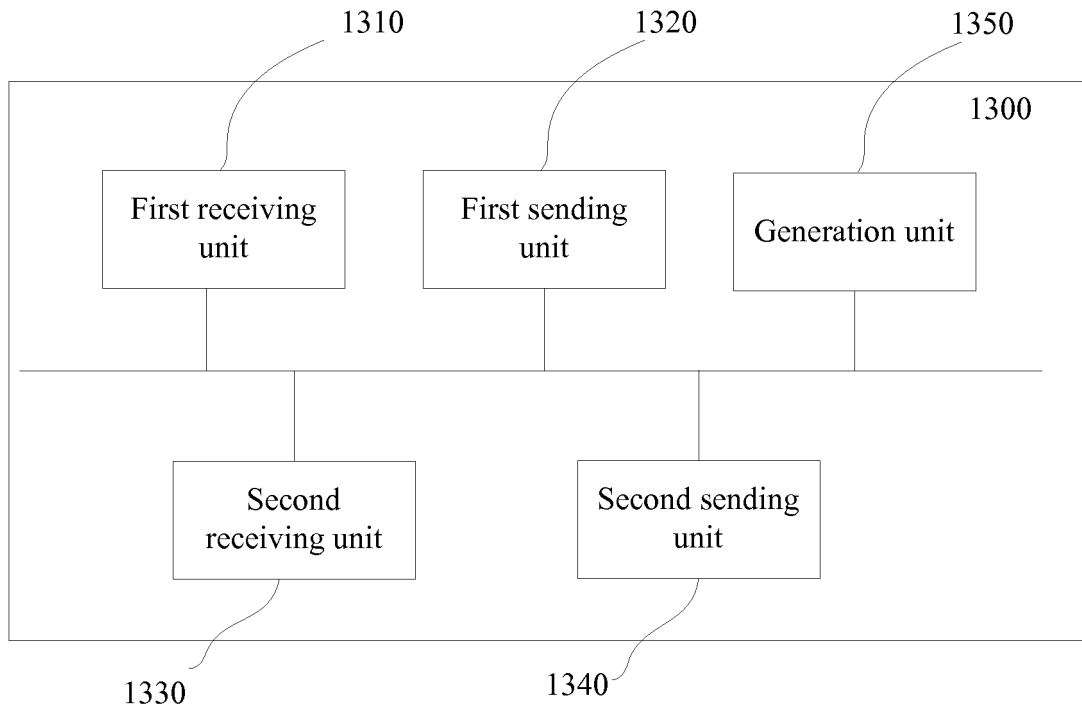 1310
1320
1350
1300
First receiving
unit
First sending
unit
Generation unit
Second
receiving unit
Second sending
unit
1330
1340